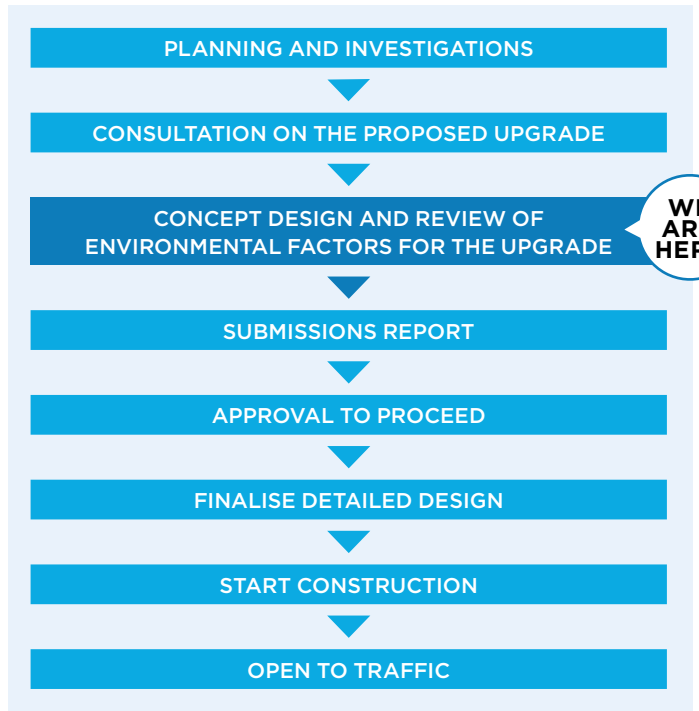 PLANNING AND INVESTIGATIONS
CONSULTATION ON THE PROPOSED UPGRADE
CONCEPT DESIGN AND REVIEW OF
ENVIRONMENTAL FACTORS FOR THE UPGRADE
SUBMISSIONS REPORT
APPROVAL TO PROCEED
FINALISE DETAILED DESIGN
START CONSTRUCTION
OPEN TO TRAFFIC